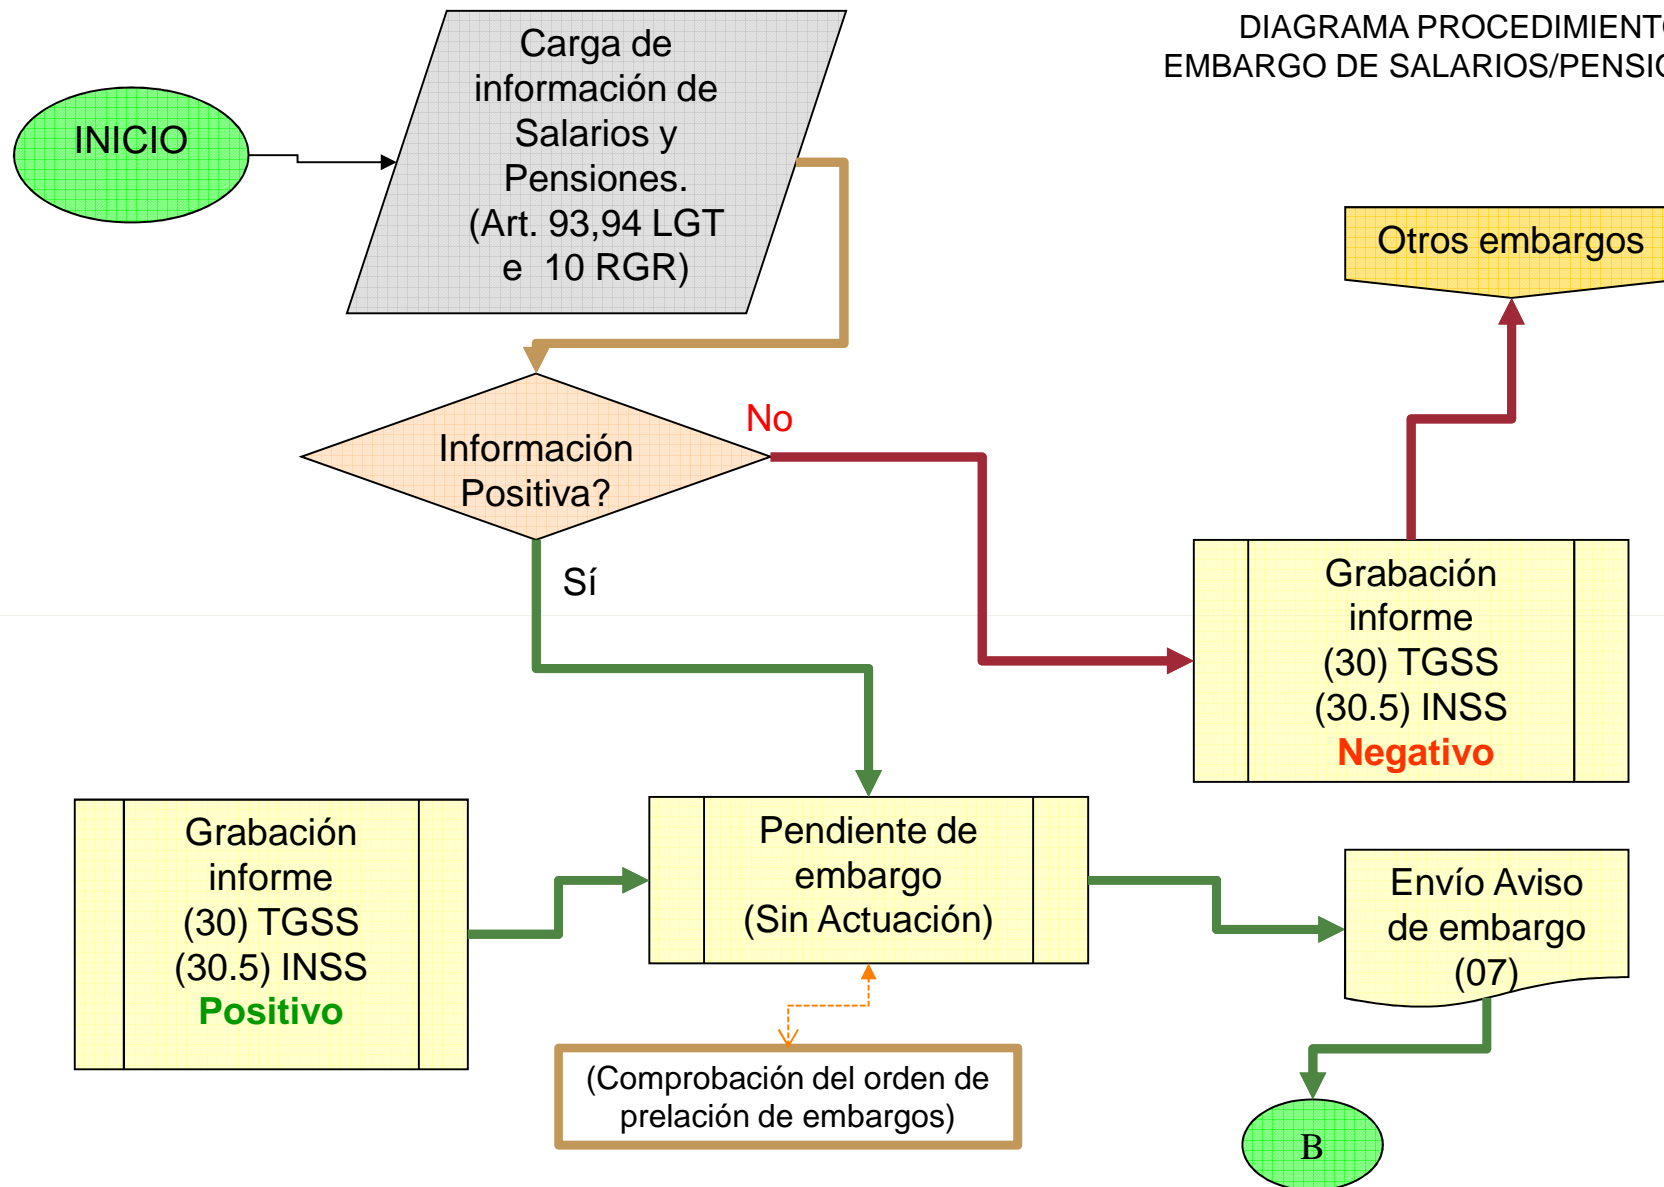 DIAGRAMA PROCEDIMIENTO
EMBARGO DE SALARIOS/PENSIO
INICIO
Carga de
información de
Salarios y
Pensiones.
(Art. 93,94 LGT
e 10 RGR)
Otros embargos
Información
Positiva?
No
Sí
Grabación
informe
(30) TGSS
(30.5) INSS
Negativo
Grabación
informe
(30) TGSS
(30.5) INSS
Positivo
Pendiente de
embargo
(Sin Actuación)
Envío Aviso
de embargo
(07)
(Comprobación del orden de
prelación de embargos)
B